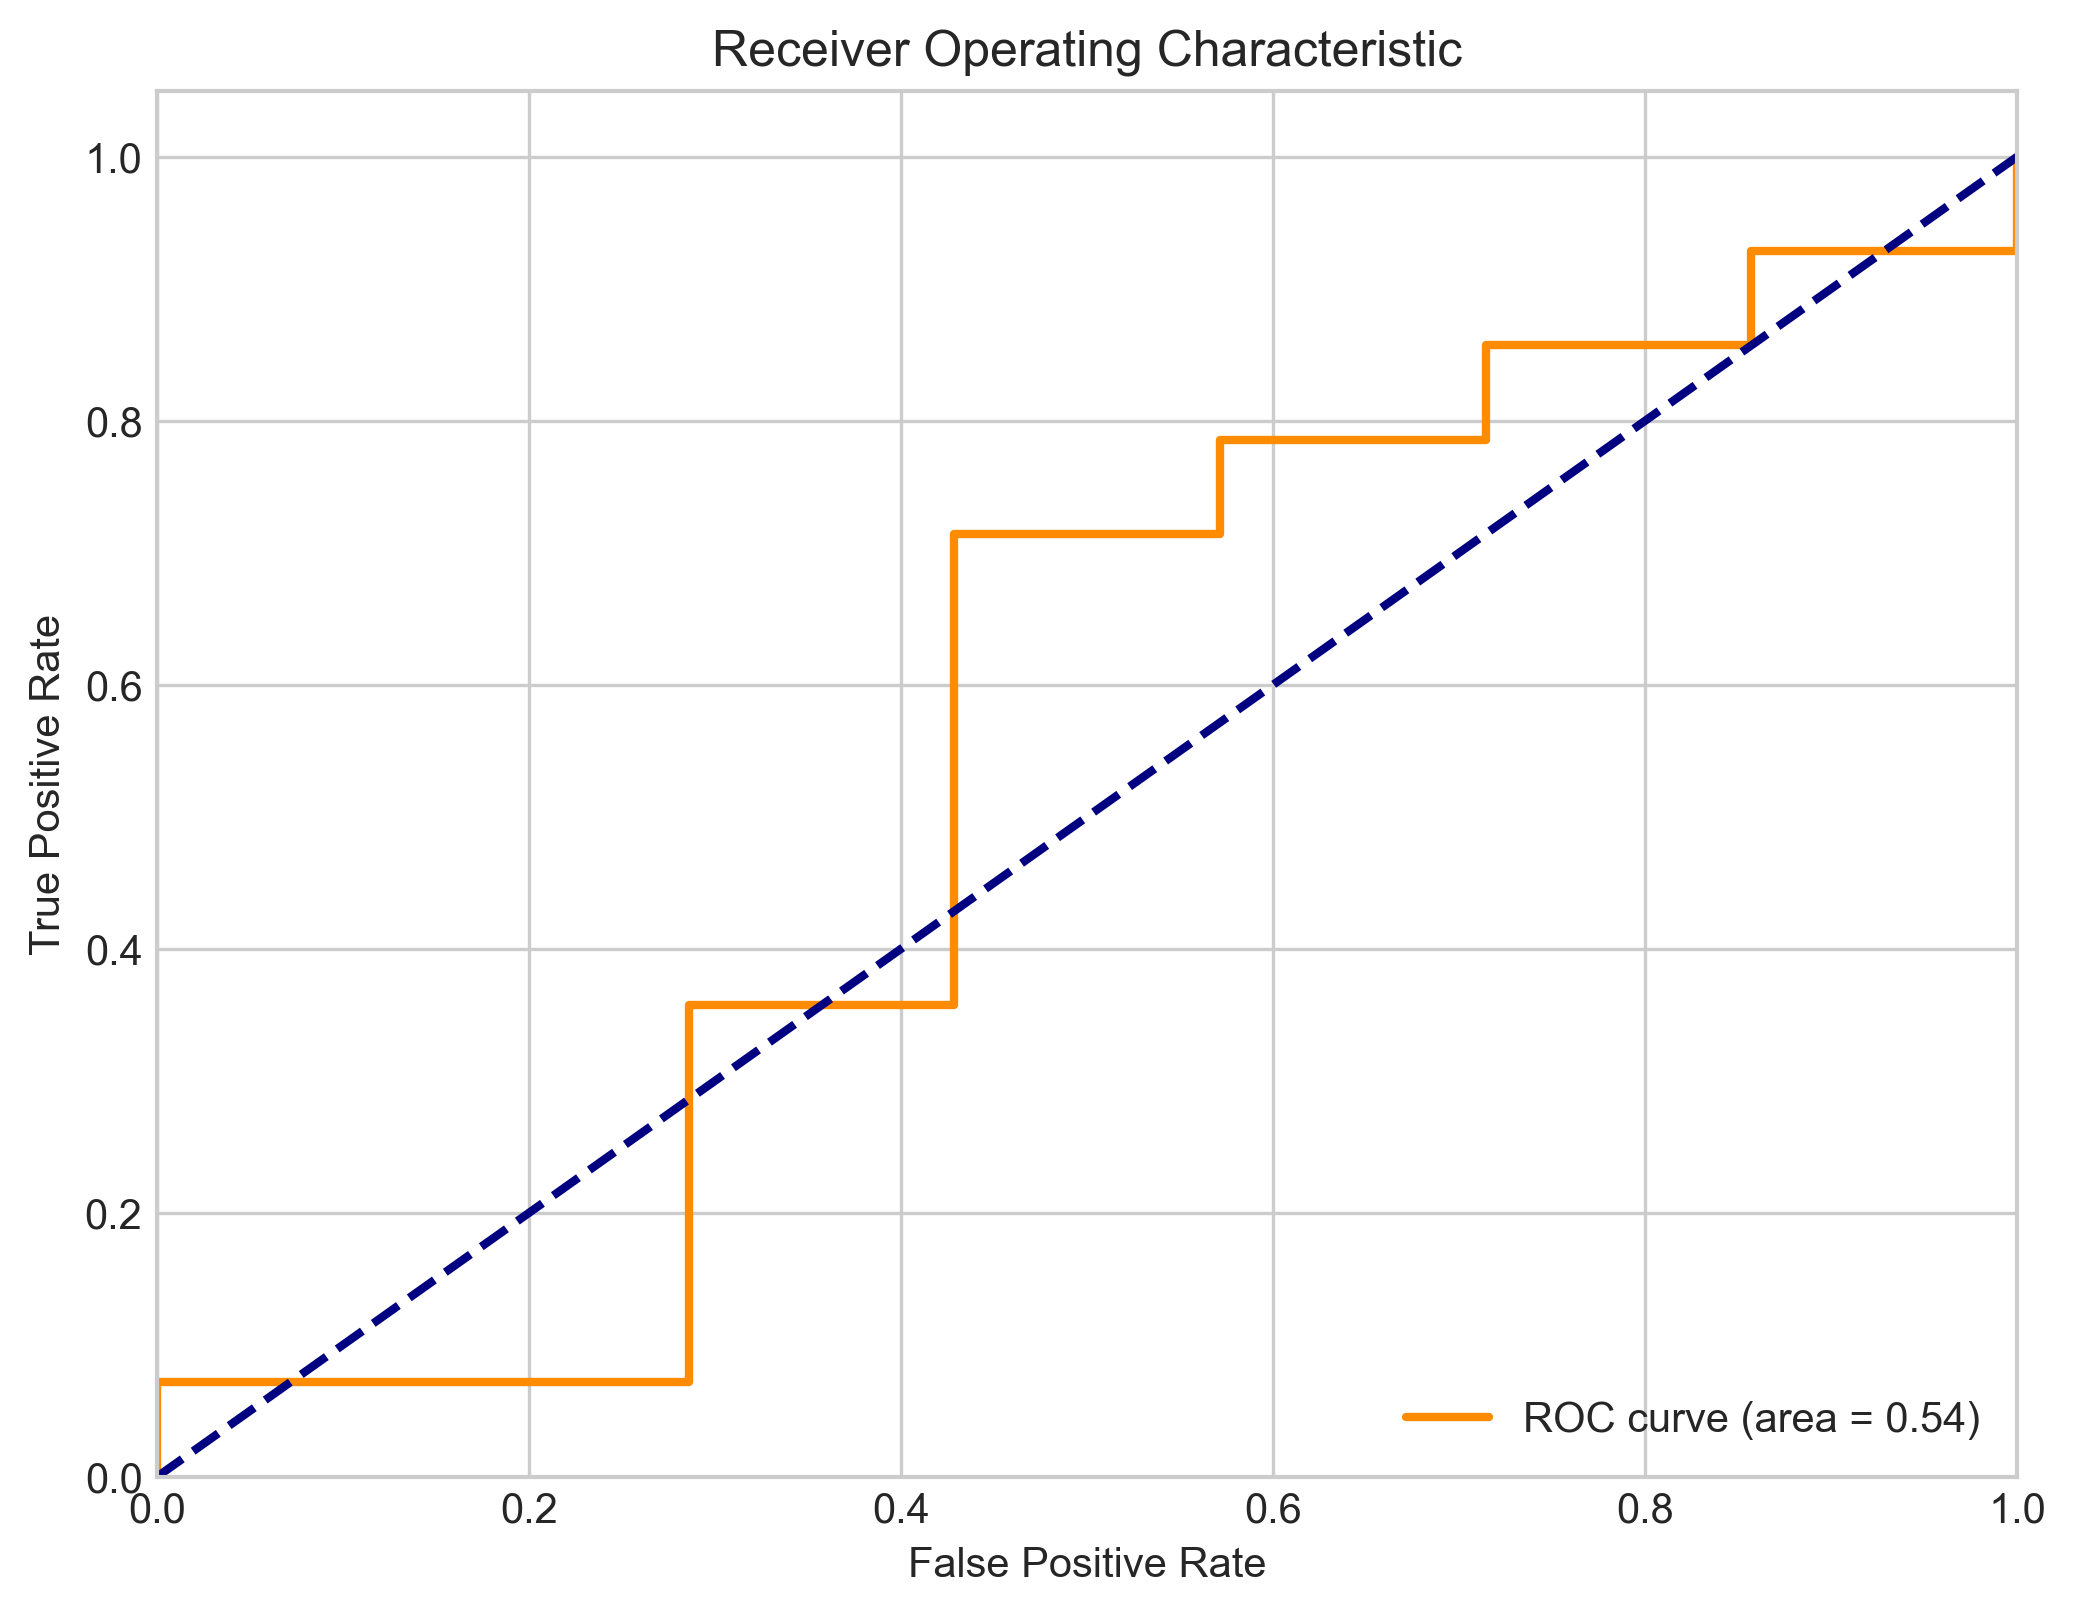 Receiver Operating Characteristic
1.0
0.8
0.6
0.4
0.2
0.0
True Positive Rate
0.0 0.2 0.4 0.6 0.8 1.0
False Positive Rate
ROC curve (area = 0.54)